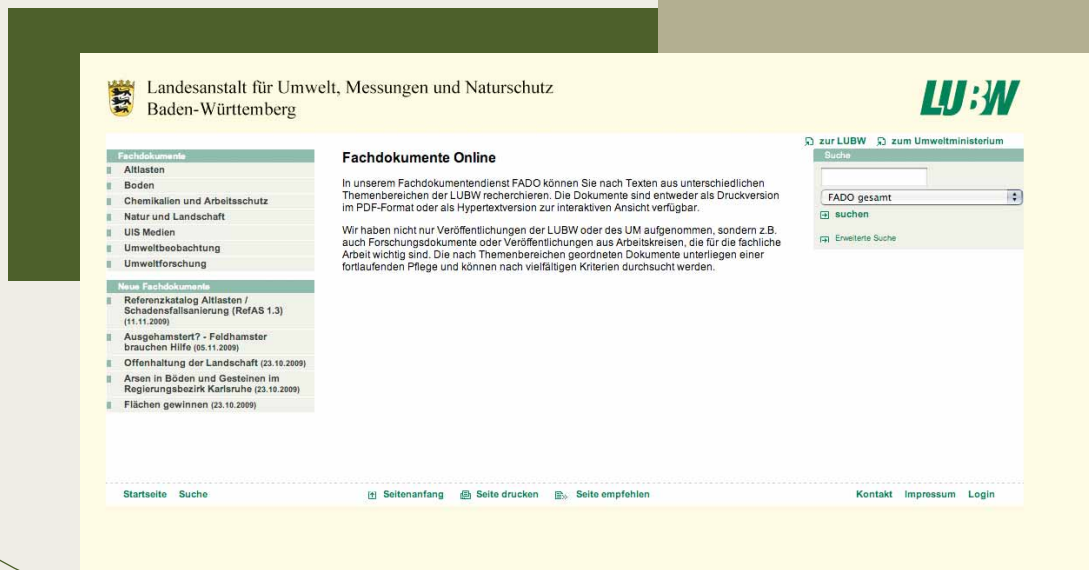 Landesanstalt für Umwelt, Messungen und Naturschutz
Baden-Württemberg
LUBW
zur LUBW zum Umweltministerium
Fachdokumente
Altlasten
Boden
Chemikalien und Arbeitsschutz
Natur und Landschaft
UIS Medien
Umweltbeobachtung
Umweltforschung
Neue Fachdokumente
Referenzkatalog Altlasten /
Schadensfallsanierung (RefAS 1.3)
(11.11.2009)
Ausgehamstert? - Feldhamster
brauchen Hilfe (05.11.2009)
Offenhaltung der Landschaft (23.10.2009)
Arsen in Böden und Gesteinen im
Regierungsbezirk Karlsruhe (23.10.2009)
Flächen gewinnen (23.10.2009)
Fachdokumente Online
In unserem Fachdokumentendienst FADO können Sie nach Texten aus unterschiedlichen
Themenbereichen der LUBW recherchieren. Die Dokumente sind entweder als Druckversion
im PDF-Format oder als Hypertextversion zur interaktiven Ansicht verfügbar.
Wir haben nicht nur Veröffentlichungen der LUBW oder des UM aufgenommen, sondern z.B.
auch Forschungsdokumente oder Veröffentlichungen aus Arbeitskreisen, die für die fachliche
Arbeit wichtig sind. Die nach Themenbereichen geordneten Dokumente unterliegen einer
fortlaufenden Pflege und können nach vielfältigen Kriterien durchsucht werden.
Suche
FADO gesamt
suchen
Erweiterte Suche
Startseite Suche
Seitenanfang Seite drucken Seite empfehlen
Kontakt Impressum Login